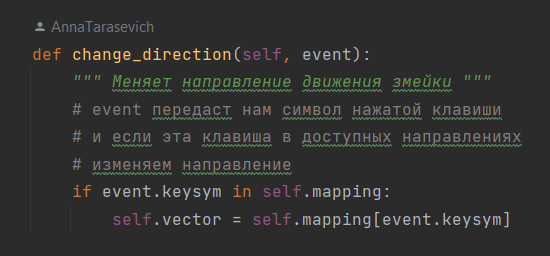 AnnaTarasevich
def change_direction(self, event):
""" Меняет направление движения змейки """
# event передаст нам символ нажатой клавиши
# и если эта клавиша в доступных направлениях
# изменяем направление
if event.keysym in self.mapping:
self.vector = self.mapping[event.keysym]